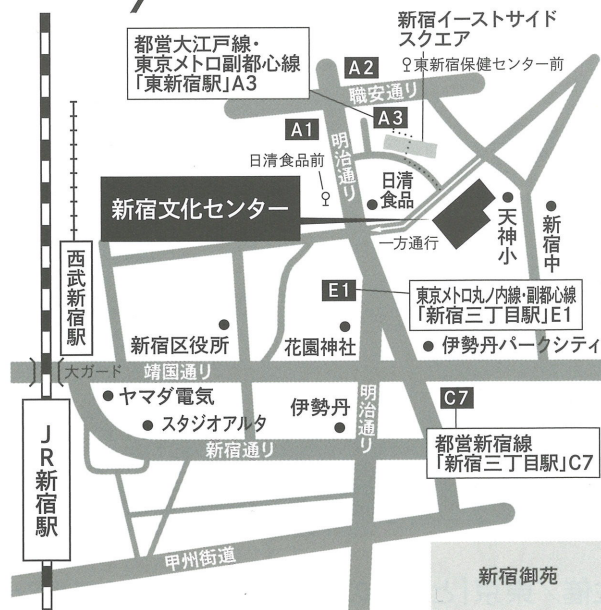 新宿イーストサイド
スクエア
都営大江戸線・
東京メトロ副都心線
「東新宿駅」A3
東新宿保健センター前
A2
職安通り
A3
A1
明治通り
日清食品前
日清
食品
新宿文化センター
天神小
新宿中
一方通行
西武新宿駅
E1
東京メトロ丸ノ内線・副都心線
「新宿三丁目駅」E1
新宿区役所
花園神社
伊勢丹パークシティ
大ガード
靖国通り
ヤマダ電気
スタジオアルタ
伊勢丹
明治通り
C7
新宿通り
都営新宿線
「新宿三丁目駅」C7
JR新宿駅
甲州街道
新宿御苑